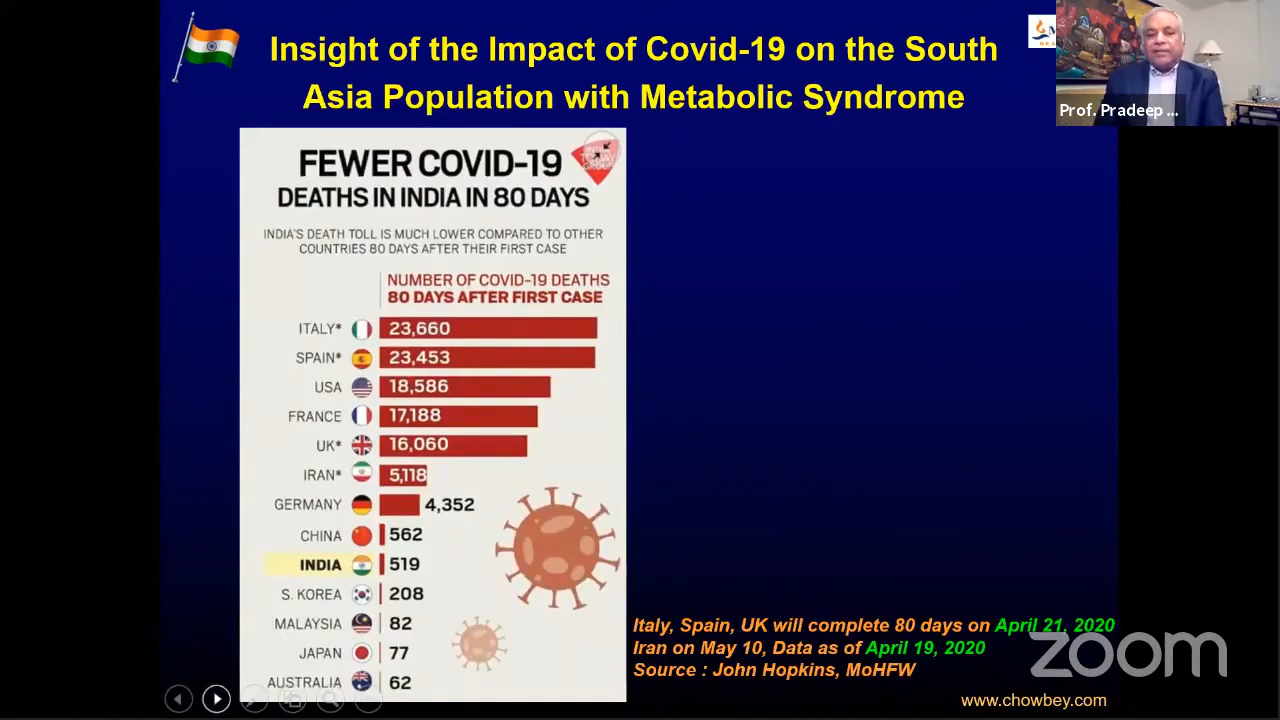 Insight of the Impact of Covid-19 on the South
Asia Population with Metabolic Syndrome
Prof. Pradeep ...
FEWER COVID-19
DEATHS IN INDIA IN 80 DAYS
INDIA'S DEATH TOLL IS MUCH LOWER COMPARED TO OTHER
COUNTRIES 80 DAYS AFTER THEIR FIRST CASE
NUMBER OF COVID-19 DEATHS
80 DAYS AFTER FIRST CASE
ITALY* 23,660
SPAIN* 23,453
USA 18,586
FRANCE 17,188
UK* 16,060
IRAN* 5,118
GERMANY 4,352
CHINA 562
INDIA 519
S. KOREA 208
MALAYSIA 82
JAPAN 77
AUSTRALIA 62
Italy, Spain, UK will complete 80 days on April 21, 2020
Iran on May 10, Data as of April 19, 2020
Source : John Hopkins, MoHFW
zoom
www.chowbey.com